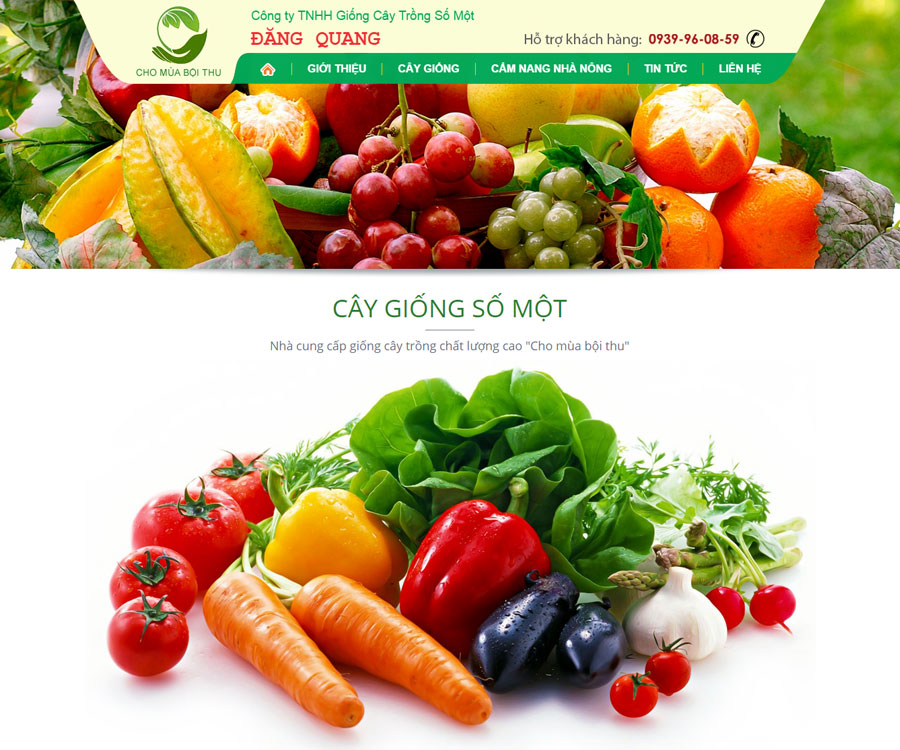 Công ty TNHH Giống Cây Trồng Số Một
ĐĂNG QUANG
Hỗ trợ khách hàng: 0939-96-08-59
CHO MÙA BỘI THU
GIỚI THIỆU
CÂY GIỐNG
CẨM NANG NHÀ NÔNG
TIN TỨC
LIÊN HỆ
CÂY GIỐNG SỐ MỘT
Nhà cung cấp giống cây trồng chất lượng cao "Cho mùa bội thu"